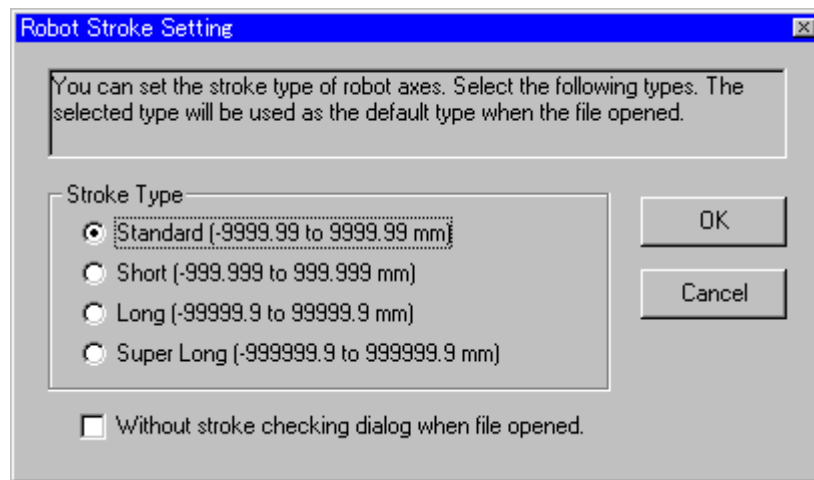 Robot Stroke Setting
You can set the stroke type of robot axes. Select the following types. The
selected type will be used as the default type when the file opened.
Stroke Type
Standard (-9999.99 to 9999.99 mm)
OK
Short (-999.999 to 999.999 mm)
Long (-99999.9 to 99999.9 mm)
Cancel
Super Long (-999999.9 to 999999.9 mm)
Without stroke checking dialog when file opened.